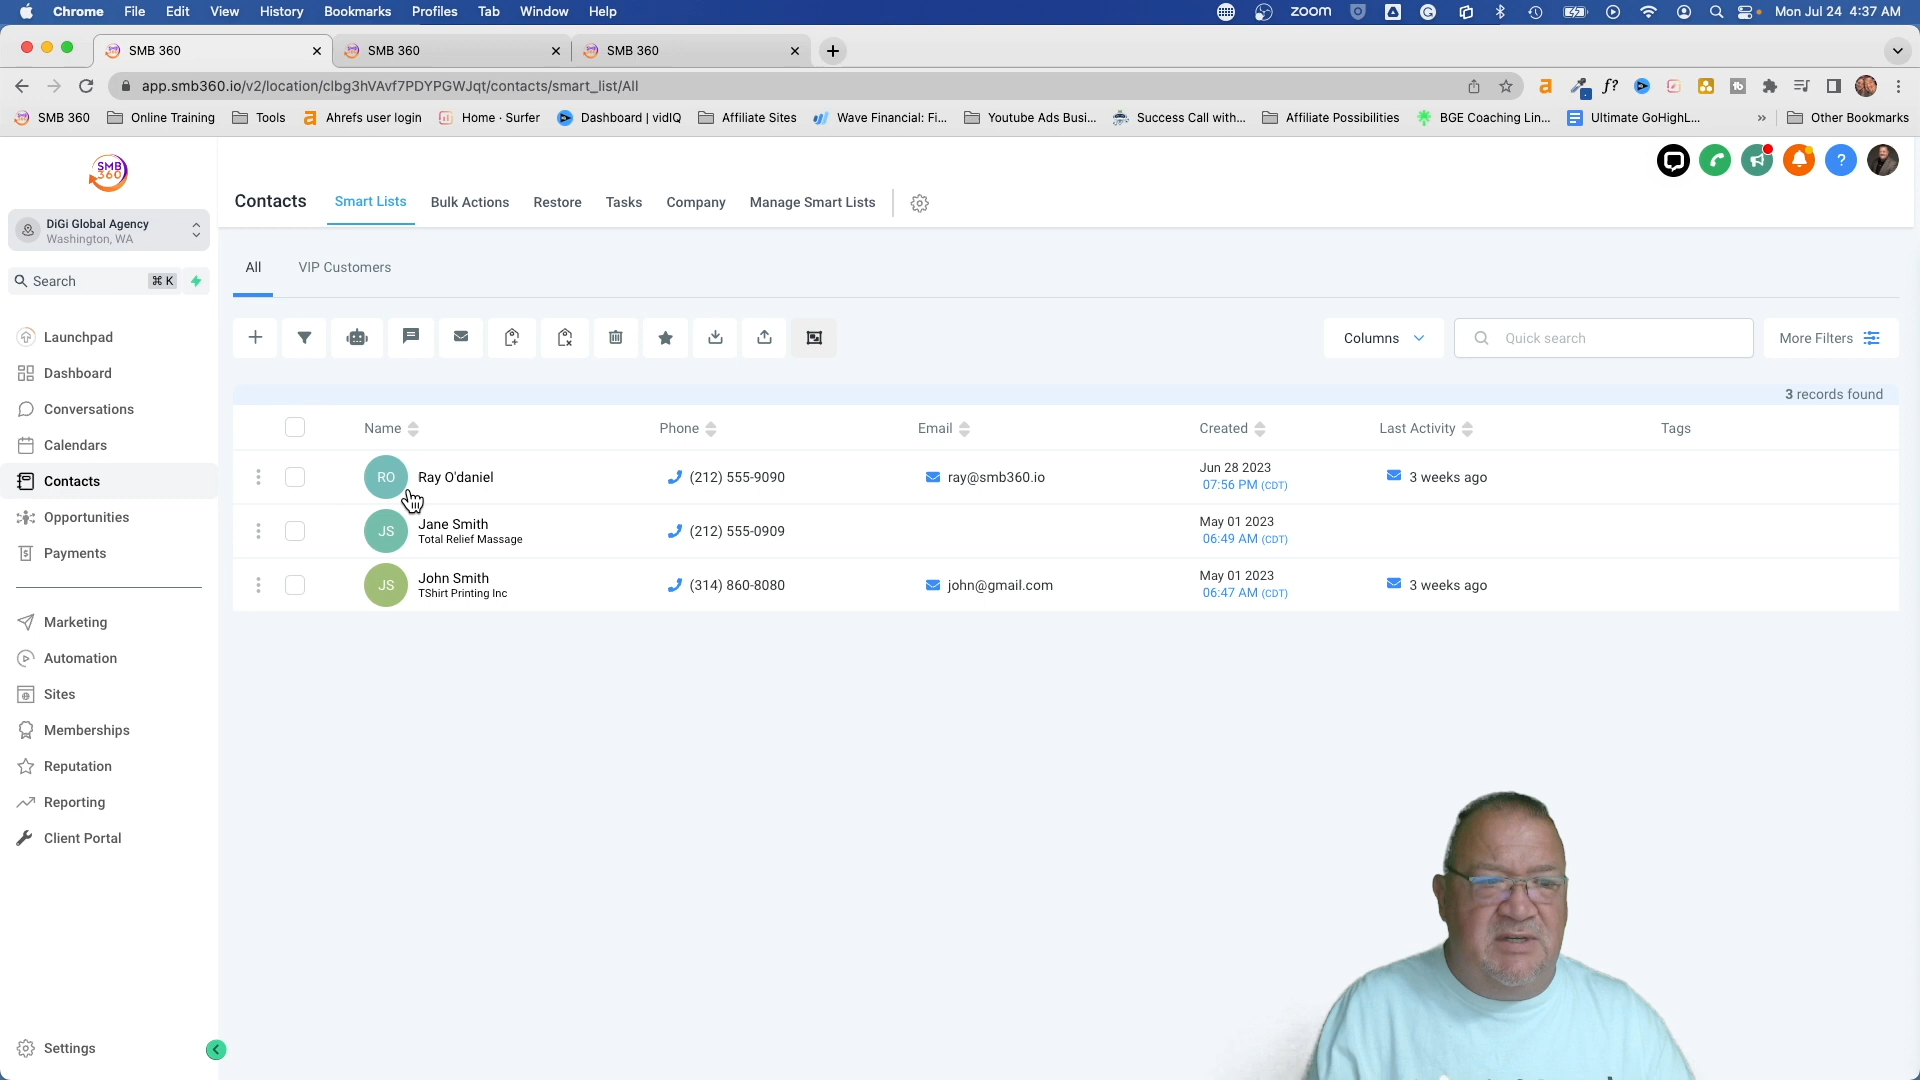 Chrome File Edit View History Bookmarks Profiles Tab Window Help zoom Mon Jul 24 4:37 AM
SMB 360 SMB 360 SMB 360
app.smb360.io/v2/location/clbg3hVAvf7PDYPGWJqt/contacts/smart_list/All
SMB 360 Online Training Tools Ahrefs user login Home · Surfer Dashboard | vidIQ Affiliate Sites Wave Financial: Fi... Youtube Ads Busi... Success Call with... Affiliate Possibilities BGE Coaching Lin... Ultimate GoHighL... » Other Bookmarks
SMB
360
Contacts Smart Lists Bulk Actions Restore Tasks Company Manage Smart Lists
DiGi Global Agency
Washington, WA
Search ⌘ K
All VIP Customers
Launchpad
Dashboard
Conversations
Calendars
Contacts
Opportunities
Payments
Marketing
Automation
Sites
Memberships
Reputation
Reporting
Client Portal
Settings
Columns Quick search More Filters
3 records found
Name Phone Email Created Last Activity Tags
RO Ray O'daniel (212) 555-9090 ray@smb360.io Jun 28 2023 3 weeks ago
07:56 PM (CDT)
JS Jane Smith (212) 555-0909 May 01 2023
Total Relief Massage 06:49 AM (CDT)
JS John Smith (314) 860-8080 john@gmail.com May 01 2023 3 weeks ago
TShirt Printing Inc 06:47 AM (CDT)